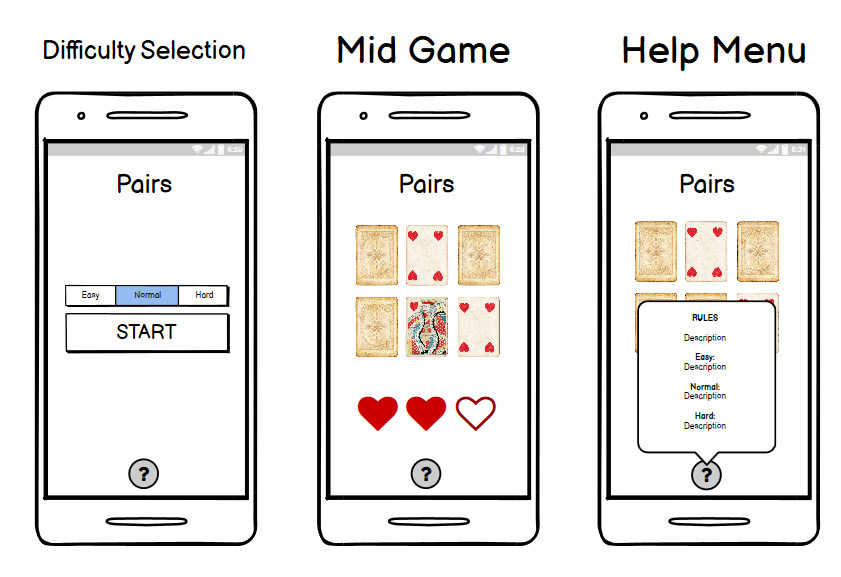 Difficulty Selection
Mid Game
Help Menu
6:20
Pairs
Easy Normal Hard
START
?
6:28
Pairs
?
6:31
Pairs
RULES
Description
Easy:
Description
Normal:
Description
Hard:
Description
?